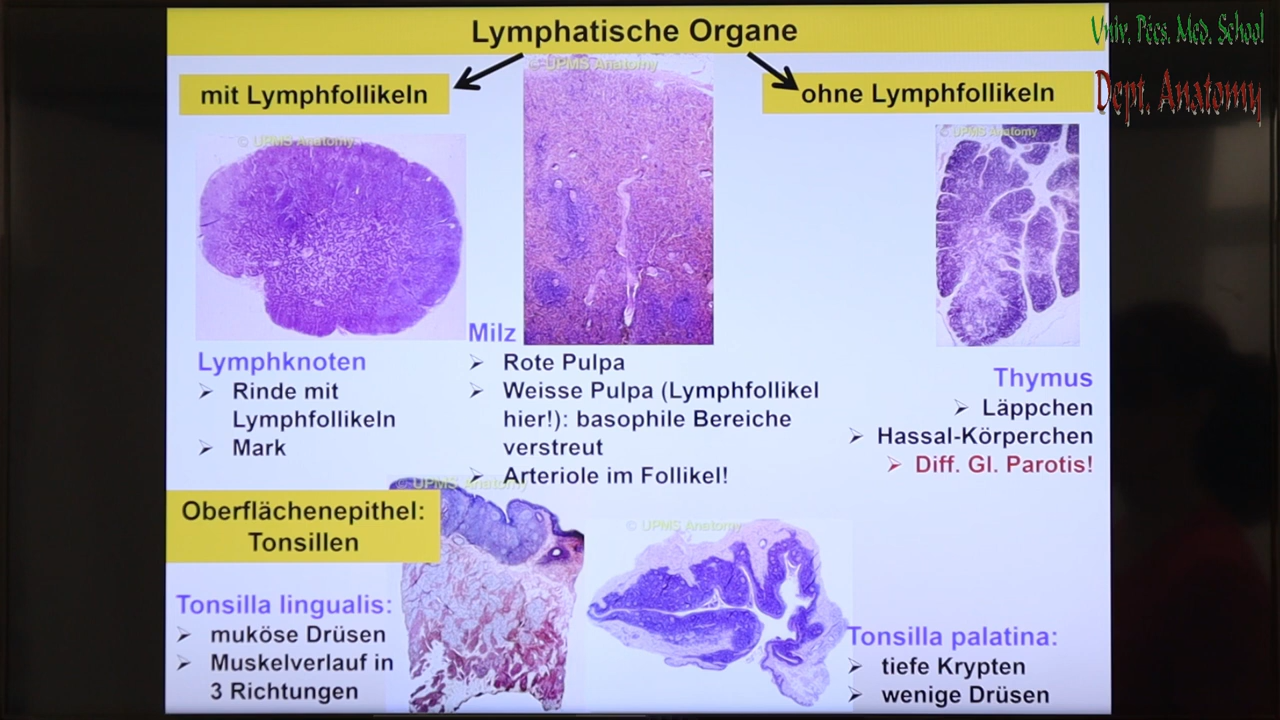 Lymphatische Organe
Univ. Pécs. Med. School
Dept. Anatomy
mit Lymphfollikeln
ohne Lymphfollikeln
© UPMS Anatomy
© UPMS Anatomy
© UPMS Anatomy
Lymphknoten
➢ Rinde mit
Lymphfollikeln
➢ Mark
Milz
➢ Rote Pulpa
➢ Weisse Pulpa (Lymphfollikel
hier!): basophile Bereiche
verstreut
➢ Arteriole im Follikel!
Thymus
➢ Läppchen
➢ Hassal-Körperchen
➢ Diff. Gl. Parotis!
Oberflächenepithel:
Tonsillen
© UPMS Anatomy
© UPMS Anatomy
Tonsilla lingualis:
➢ muköse Drüsen
➢ Muskelverlauf in
3 Richtungen
Tonsilla palatina:
➢ tiefe Krypten
➢ wenige Drüsen